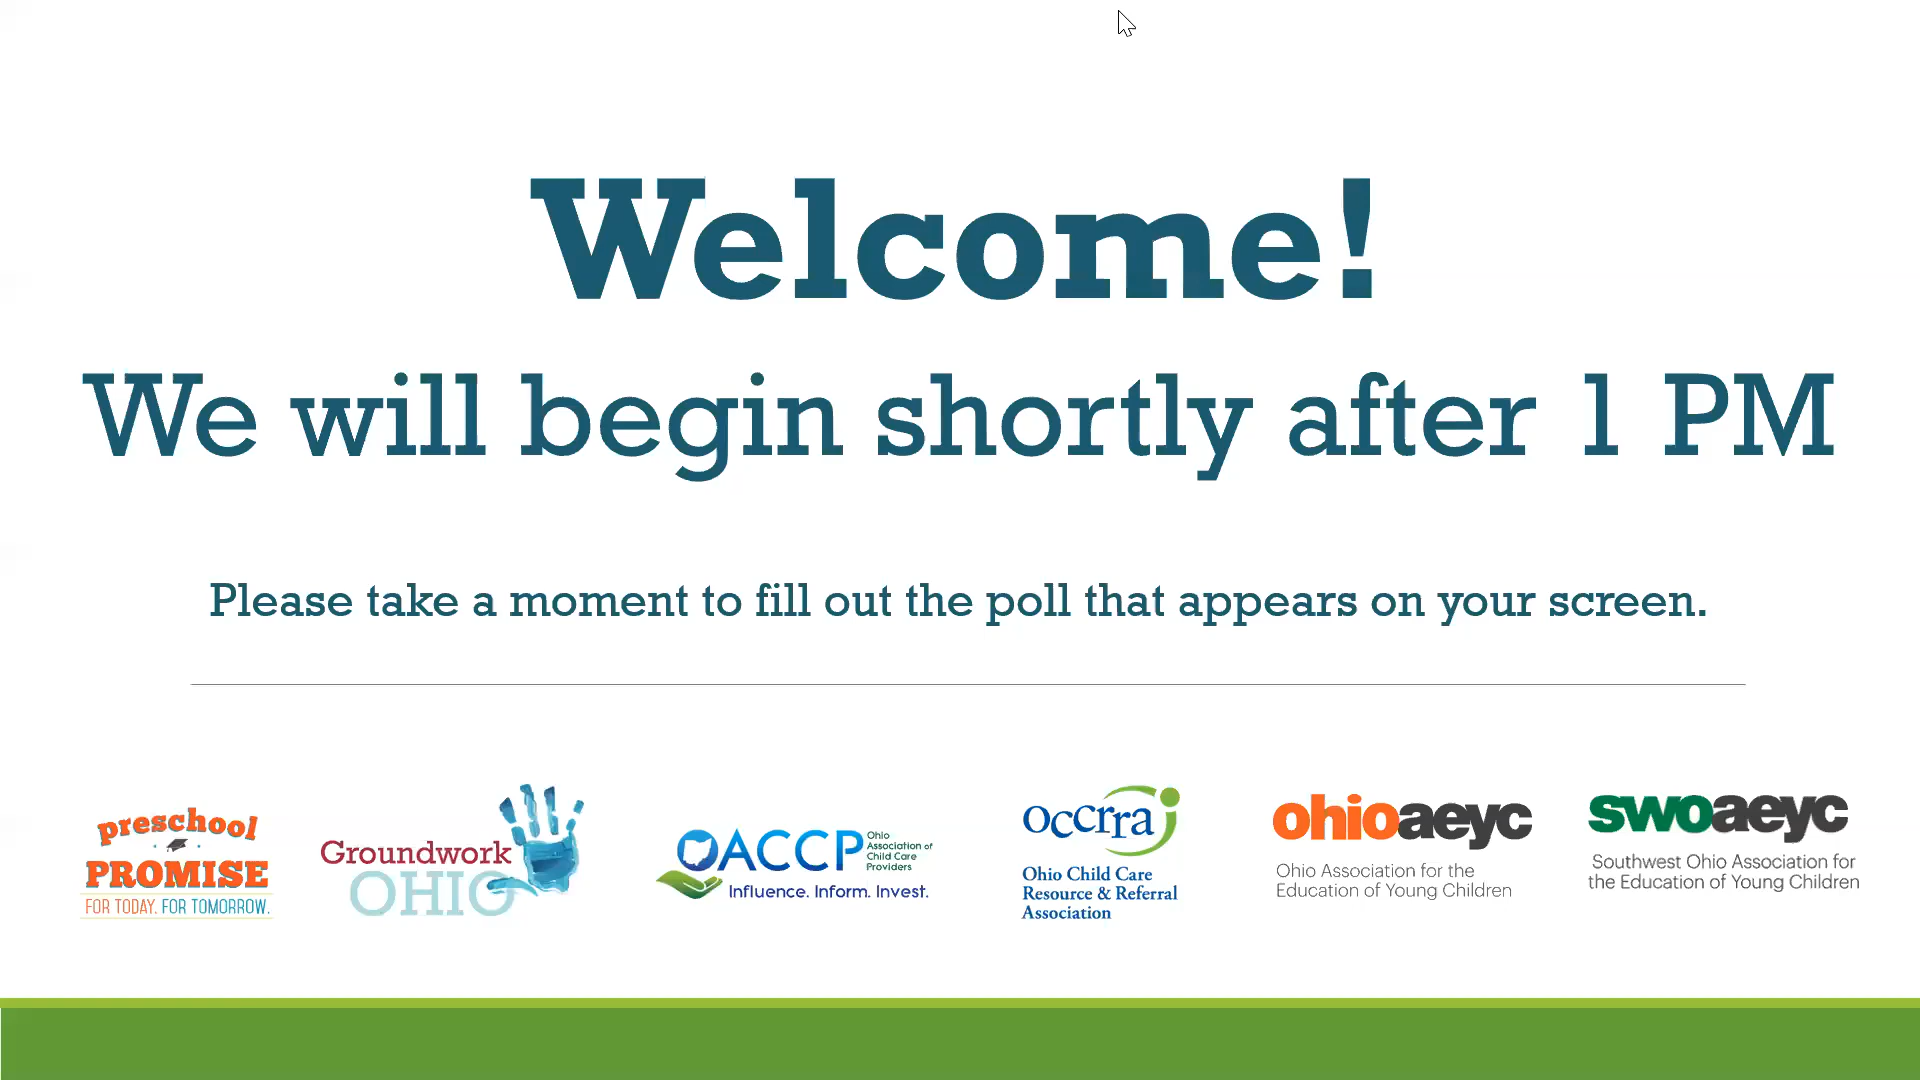 Welcome!
We will begin shortly after 1 PM
Please take a moment to fill out the poll that appears on your screen.
preschool
PROMISE
FOR TODAY. FOR TOMORROW.
Groundwork
OHIO
OACCP
Ohio
Association of
Child Care
Providers
Influence. Inform. Invest.
occrra
Ohio Child Care
Resource & Referral
Association
ohioaeyc
Ohio Association for the
Education of Young Children
swoaeyc
Southwest Ohio Association for
the Education of Young Children